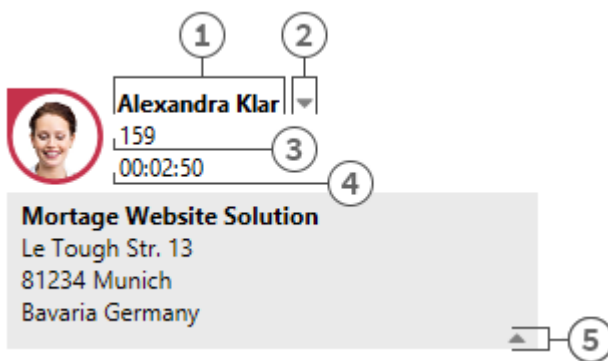 1 2
Alexandra Klar
159
3
00:02:50
4
Mortage Website Solution
Le Tough Str. 13
81234 Munich
Bavaria Germany
5